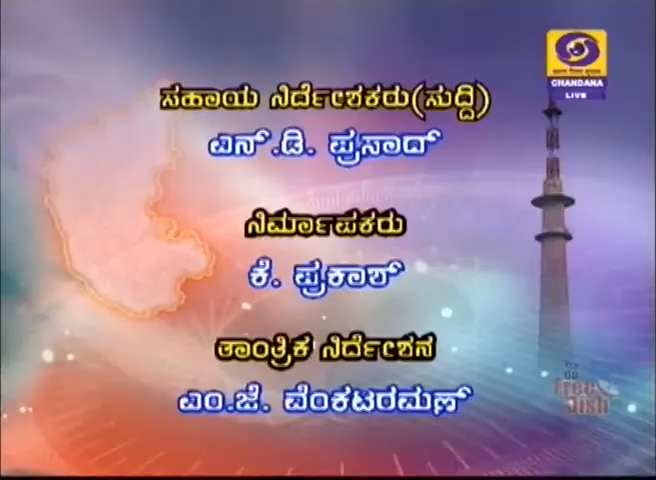 CHANDANA
LIVE
ಸಹಾಯ ನಿರ್ದೇಶಕರು(ಸುದ್ದಿ)
ಎನ್.ಡಿ. ಪ್ರಸಾದ್
ನಿರ್ಮಾಪಕರು
ಕೆ. ಪ್ರಕಾಶ್
ತಾಂತ್ರಿಕ ನಿರ್ದೇಶನ
ಎಂ.ಜೆ. ವೆಂಕಟರಮಣ್
Free
Dish